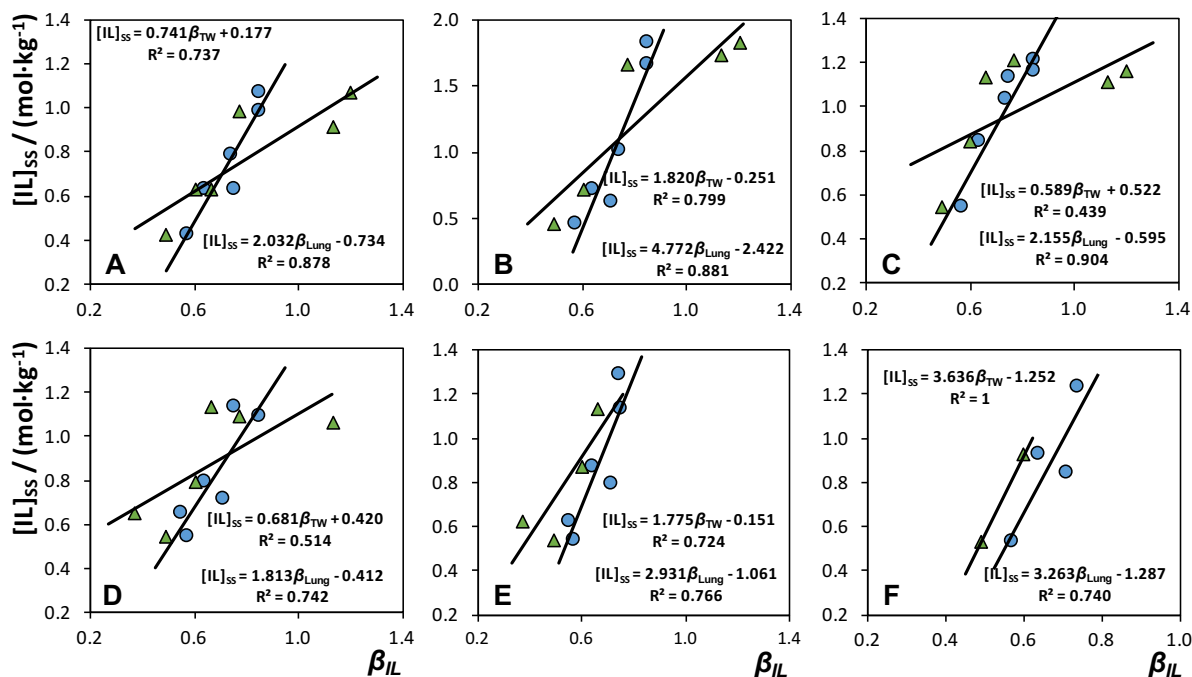 [IL]SS / (mol·kg⁻¹)
1.4
1.2
1.0
0.8
0.6
0.4
0.2
[IL]SS = 0.741βTW + 0.177
R² = 0.737
[IL]SS = 2.032βLung - 0.734
R² = 0.878
A
0.2 0.6 1.0 1.4
2.0
1.5
1.0
0.5
0.0
[IL]SS = 1.820βTW - 0.251
R² = 0.799
[IL]SS = 4.772βLung - 2.422
R² = 0.881
B
0.2 0.6 1.0 1.4
1.4
1.2
1.0
0.8
0.6
0.4
0.2
[IL]SS = 0.589βTW + 0.522
R² = 0.439
[IL]SS = 2.155βLung - 0.595
R² = 0.904
C
0.2 0.6 1.0 1.4
[IL]SS / (mol·kg⁻¹)
1.4
1.2
1.0
0.8
0.6
0.4
0.2
[IL]SS = 0.681βTW + 0.420
R² = 0.514
[IL]SS = 1.813βLung - 0.412
R² = 0.742
D
0.2 0.6 1.0 1.4
βIL
1.4
1.2
1.0
0.8
0.6
0.4
0.2
[IL]SS = 1.775βTW - 0.151
R² = 0.724
[IL]SS = 2.931βLung - 1.061
R² = 0.766
E
0.2 0.6 1.0 1.4
βIL
1.4
1.2
1.0
0.8
0.6
0.4
0.2
[IL]SS = 3.636βTW - 1.252
R² = 1
[IL]SS = 3.263βLung - 1.287
R² = 0.740
F
0.2 0.4 0.6 0.8 1.0
βIL